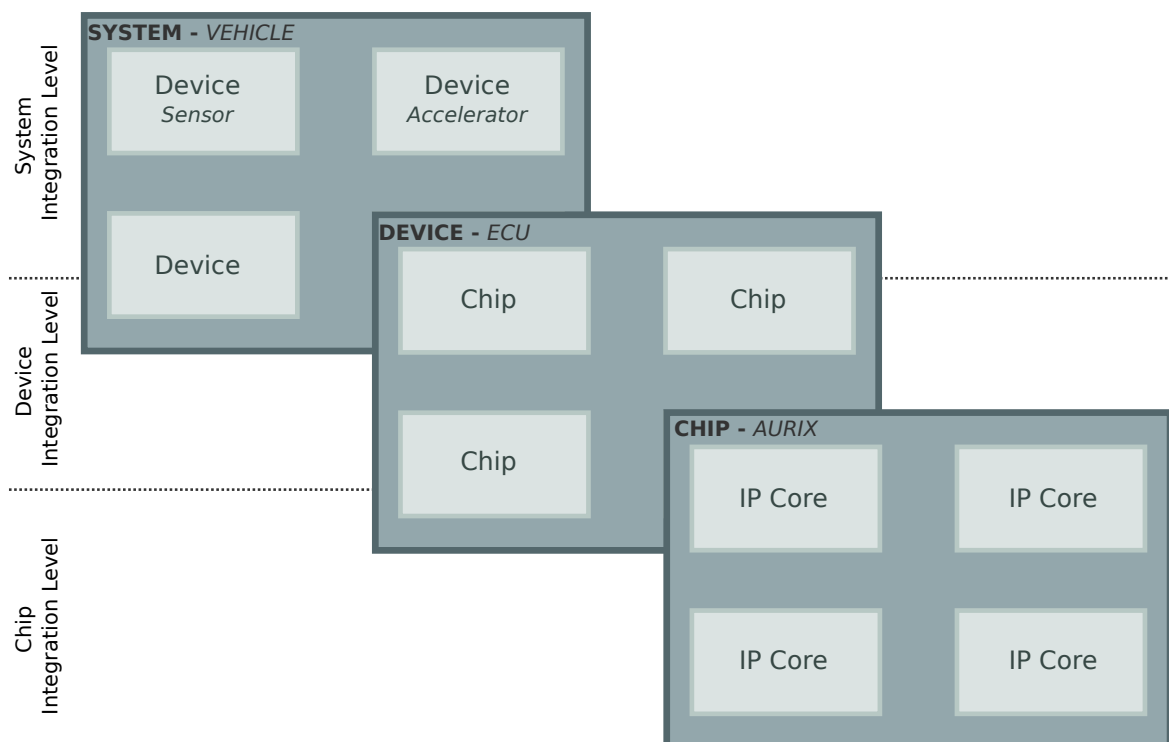 System
Integration Level
SYSTEM - VEHICLE
Device
Sensor
Device
Accelerator
Device
Device
Integration Level
DEVICE - ECU
Chip
Chip
Chip
Chip
Integration Level
CHIP - AURIX
IP Core
IP Core
IP Core
IP Core